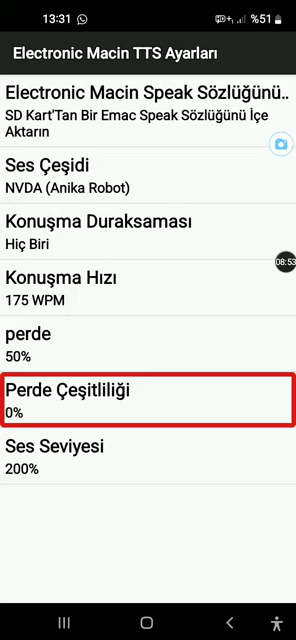 13:31 %51
Electronic Macin TTS Ayarları
Electronic Macin Speak Sözlüğünü..
SD Kart'Tan Bir Emac Speak Sözlüğünü İçe
Aktarın
Ses Çeşidi
NVDA (Anika Robot)
Konuşma Duraksaması
Hiç Biri
08:53
Konuşma Hızı
175 WPM
perde
50%
Perde Çeşitliliği
0%
Ses Seviyesi
200%